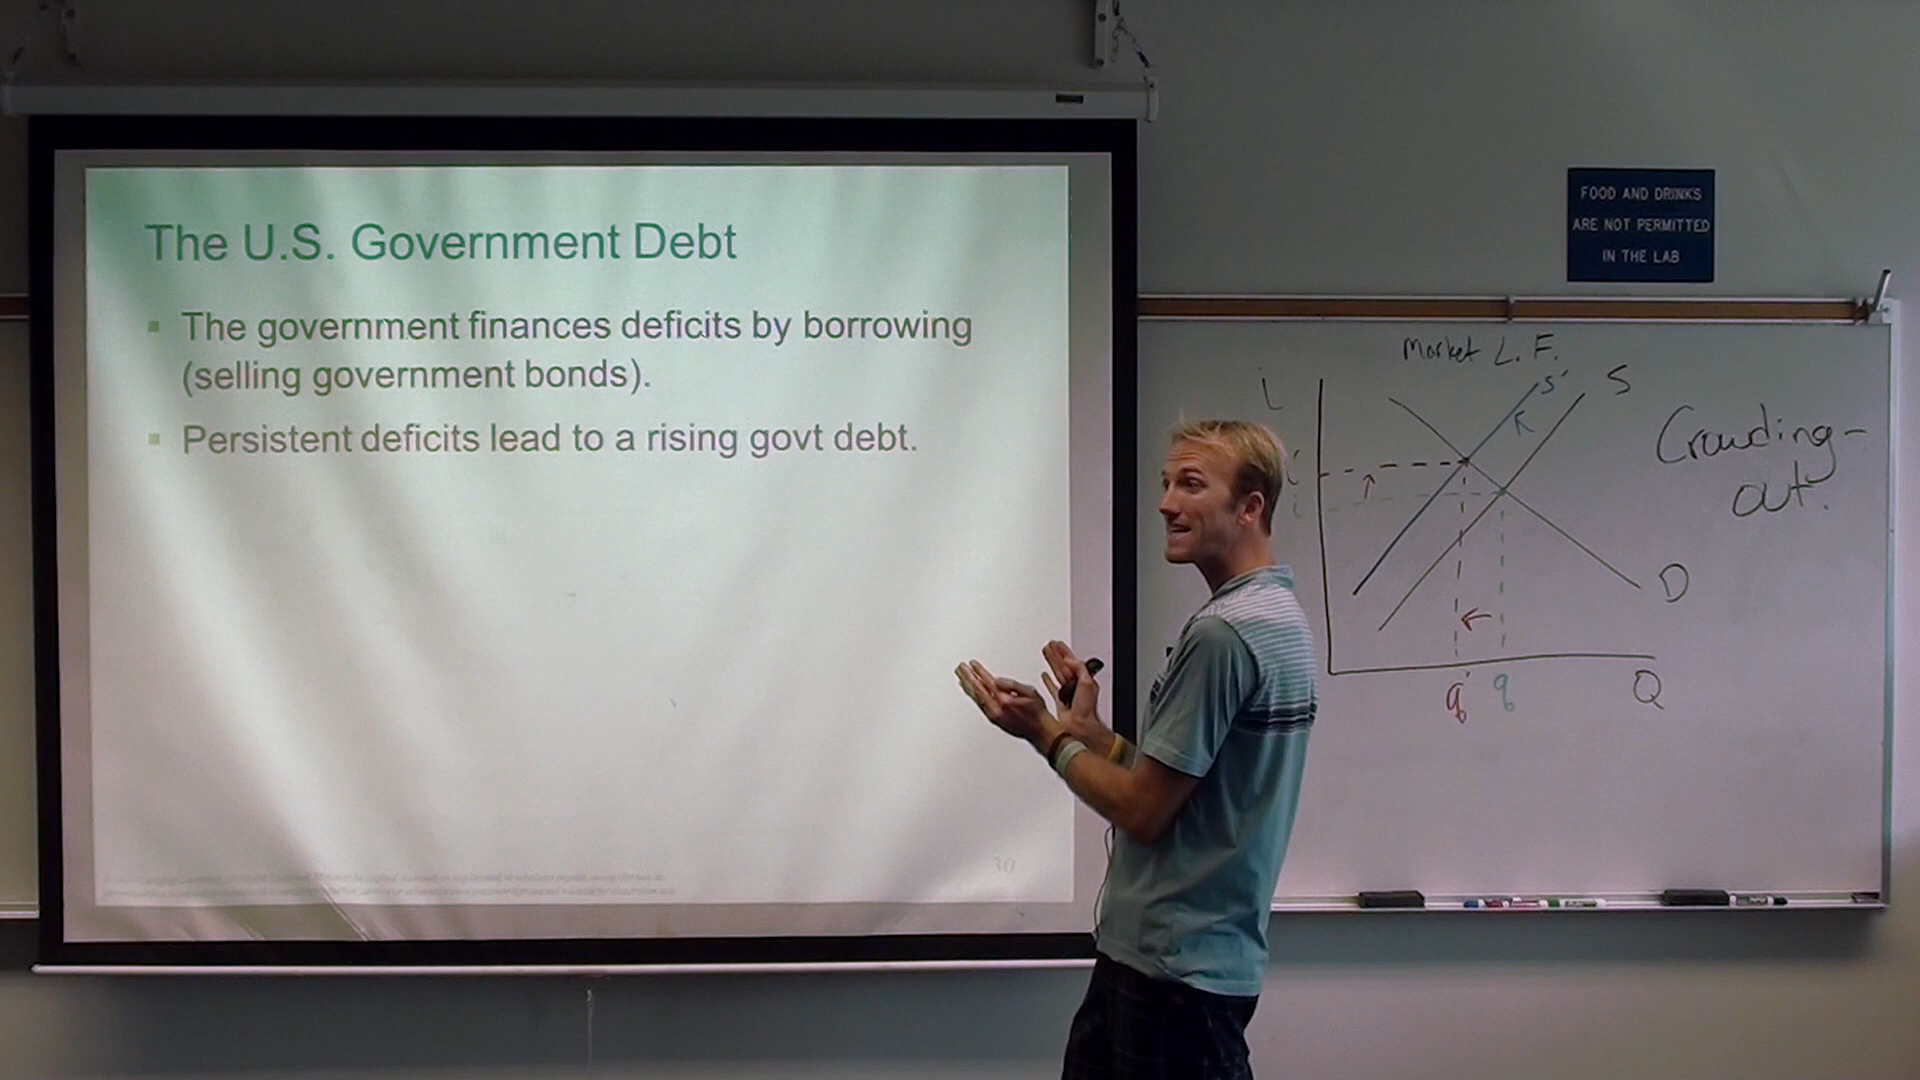 The U.S. Government Debt
The government finances deficits by borrowing
(selling government bonds).
Persistent deficits lead to a rising govt debt.
30
FOOD AND DRINKS
ARE NOT PERMITTED
IN THE LAB
Market L.F.
i
S'
S
Crowding-
out.
i'
i
D
q' q
Q